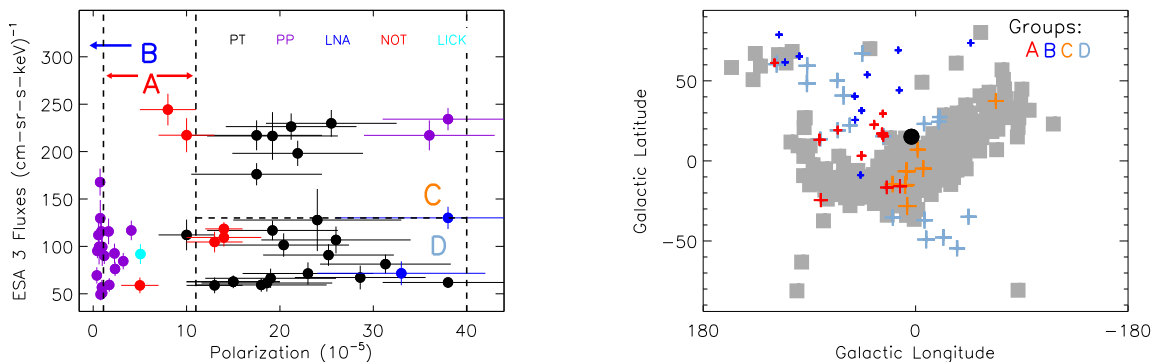 PT PP LNA NOT LICK
B
A
C
D
ESA 3 Fluxes (cm-sr-s-keV)⁻¹
300
250
200
150
100
50
0 10 20 30 40
Polarization (10⁻⁵)
Groups:
A B C D
Galactic Latitude
50
0
-50
180 0 -180
Galactic Longitude